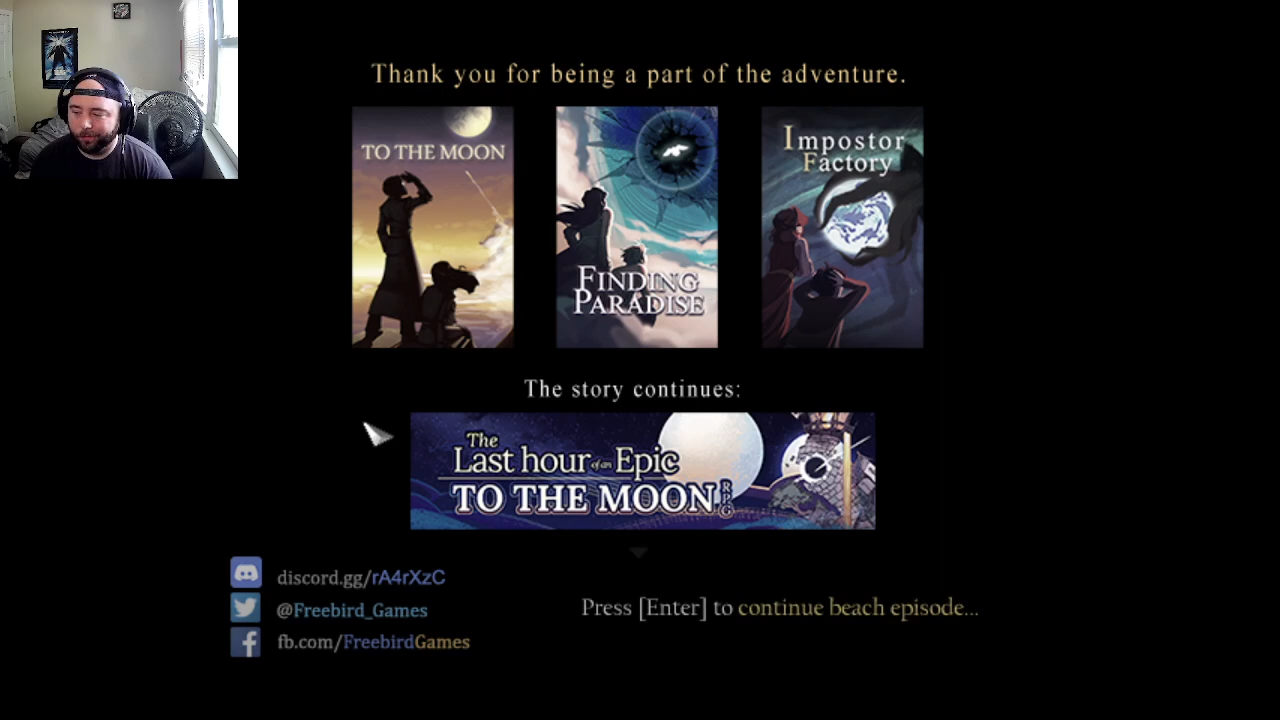 Thank you for being a part of the adventure.
TO THE MOON
FINDING
PARADISE
Impostor
Factory
The story continues:
The
Last hour of an Epic
TO THE MOON RPG
discord.gg/rA4rXzC
@Freebird_Games
fb.com/FreebirdGames
Press [Enter] to continue beach episode...